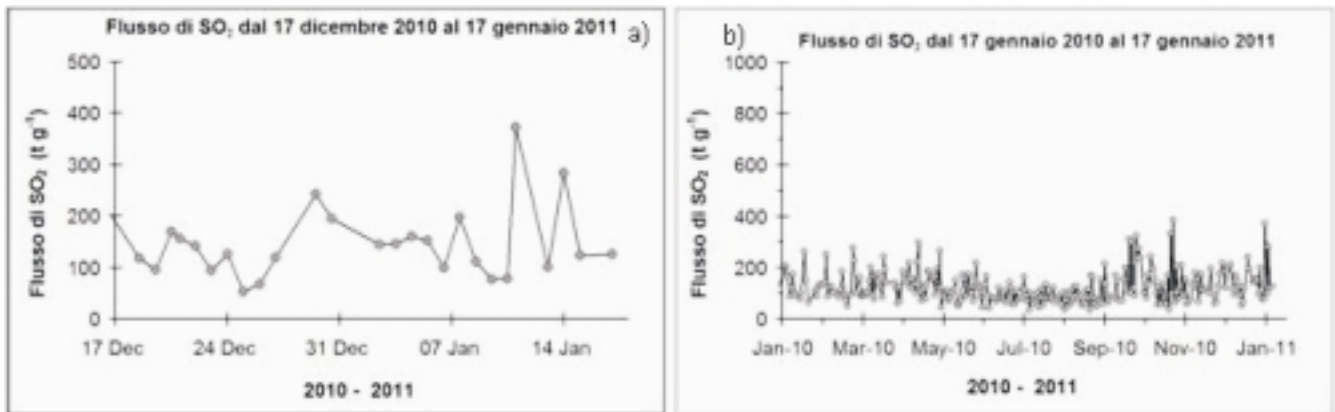 Flusso di SO₂ dal 17 dicembre 2010 al 17 gennaio 2011 a)
500
400
300
200
100
0
Flusso di SO₂ (t g⁻¹)
17 Dec 24 Dec 31 Dec 07 Jan 14 Jan
2010 - 2011
b) Flusso di SO₂ dal 17 gennaio 2010 al 17 gennaio 2011
1000
800
600
400
200
0
Flusso di SO₂ (t g⁻¹)
Jan-10 Mar-10 May-10 Jul-10 Sep-10 Nov-10 Jan-11
2010 - 2011